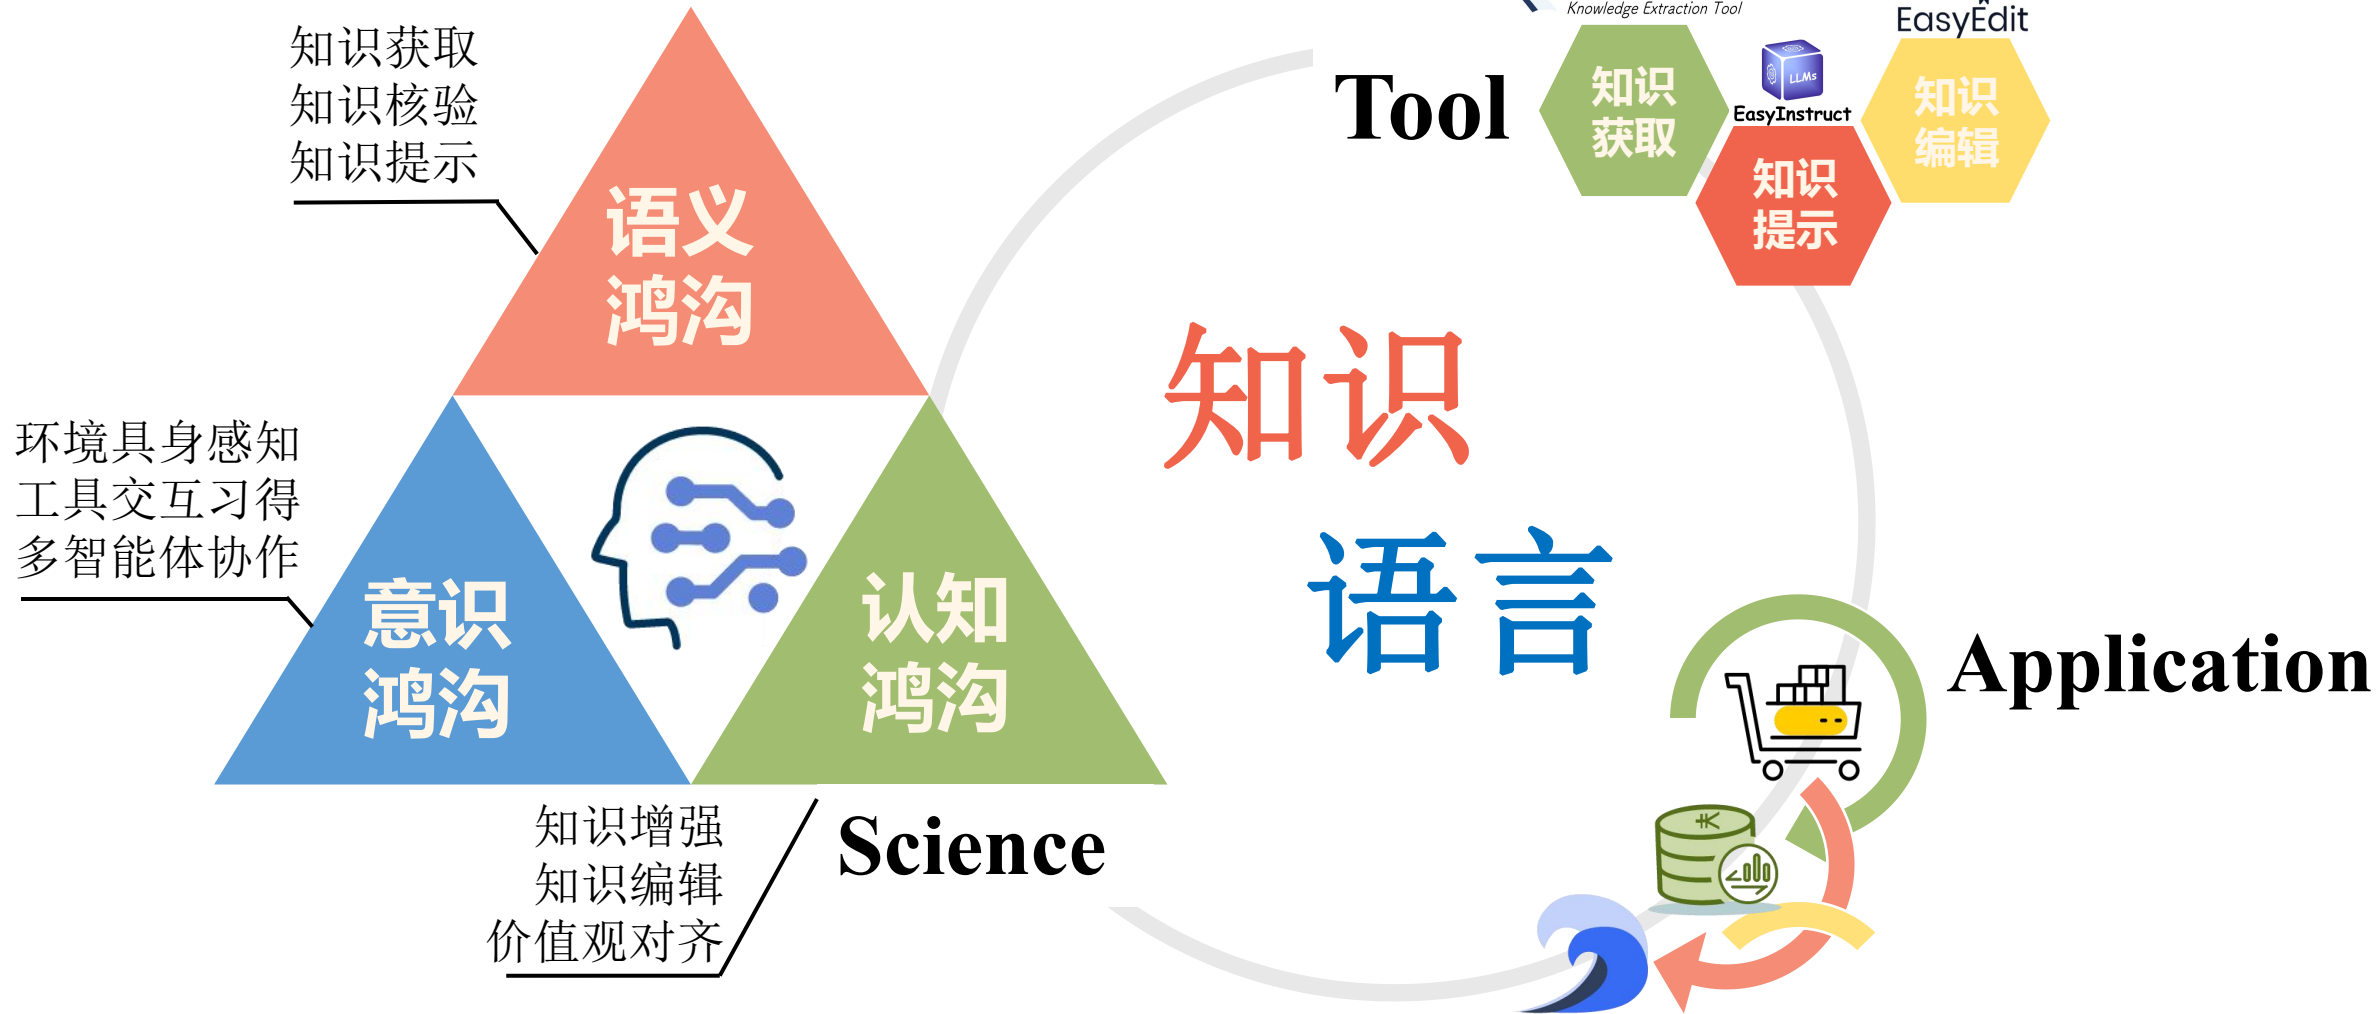 知识获取
知识核验
知识提示
语义
鸿沟
环境具身感知
工具交互习得
多智能体协作
意识
鸿沟
认知
鸿沟
知识增强
知识编辑
价值观对齐
Science
Knowledge Extraction Tool
EasyEdit
Tool
知识
获取
LLMs
EasyInstruct
知识
提示
知识
编辑
知识
语言
Application